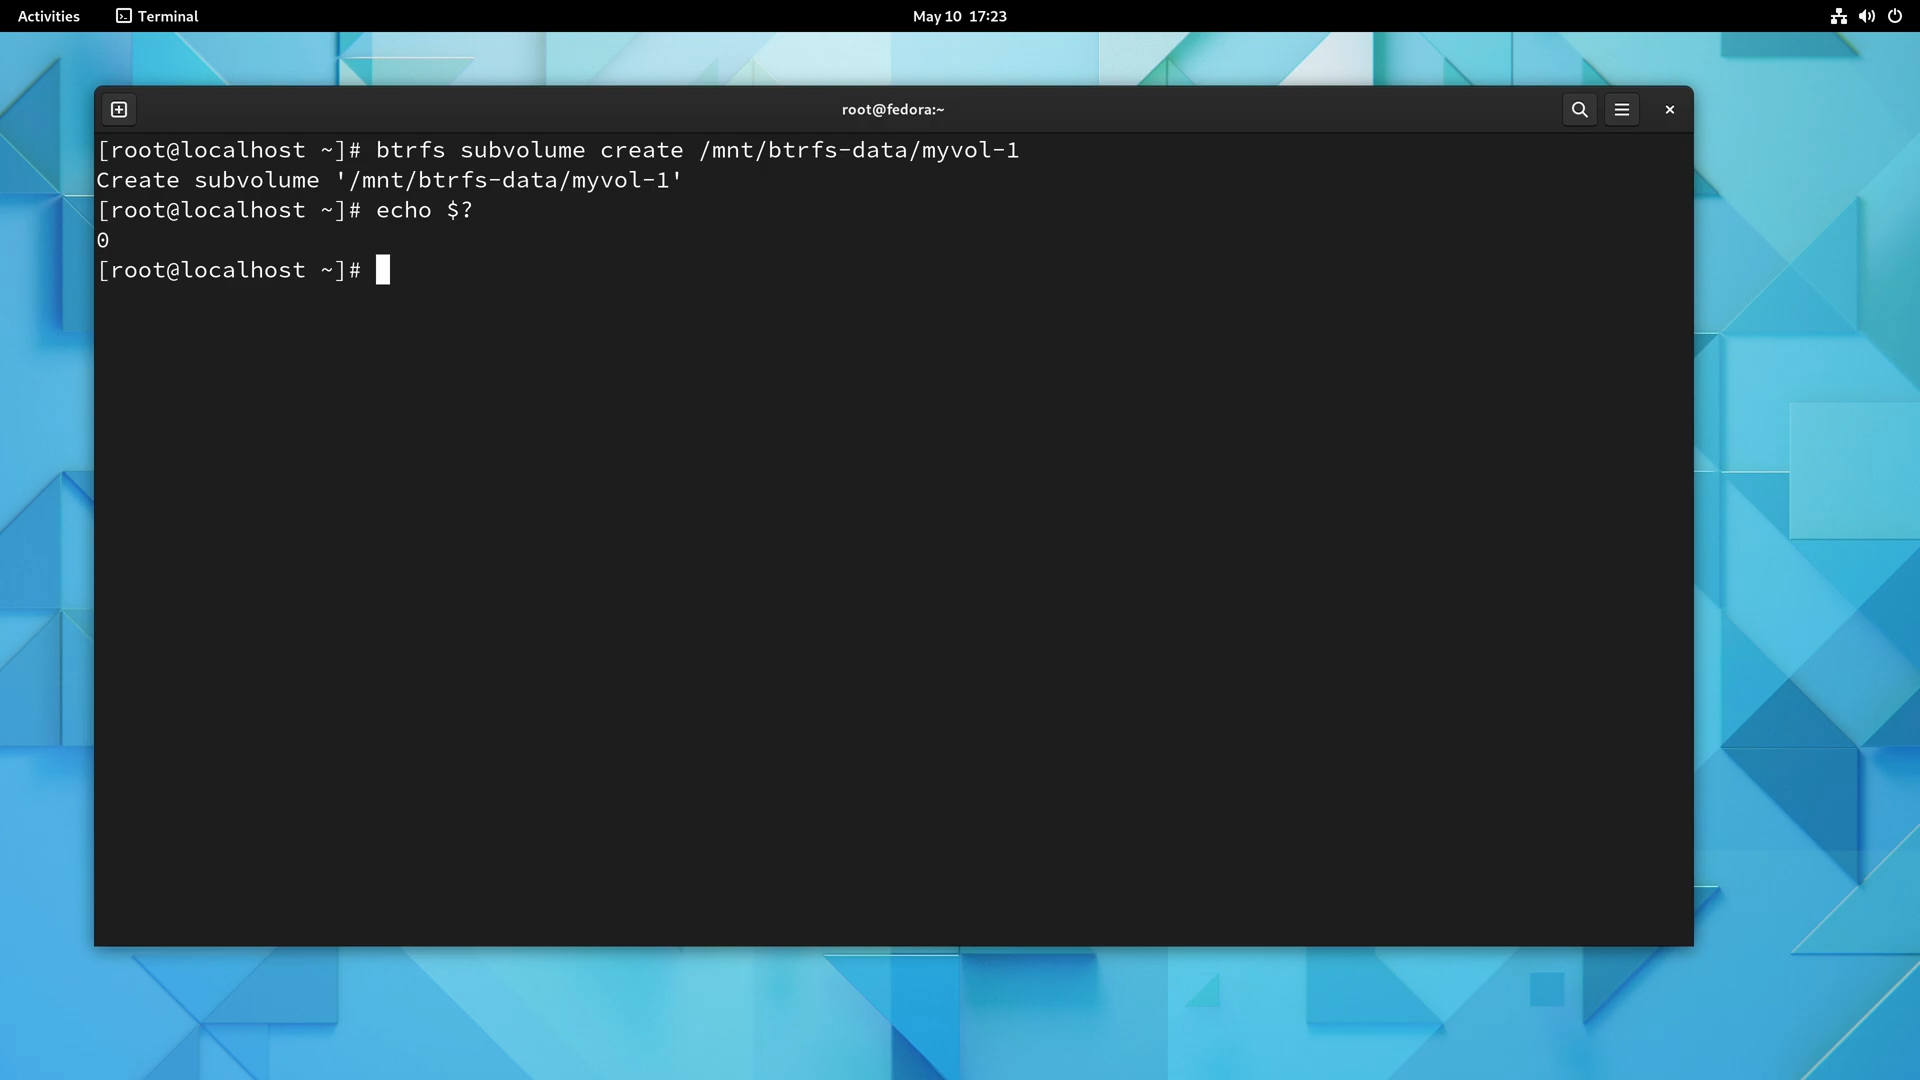 Activities Terminal May 10 17:23
root@fedora:~
[root@localhost ~]# btrfs subvolume create /mnt/btrfs-data/myvol-1
Create subvolume '/mnt/btrfs-data/myvol-1'
[root@localhost ~]# echo $?
0
[root@localhost ~]#